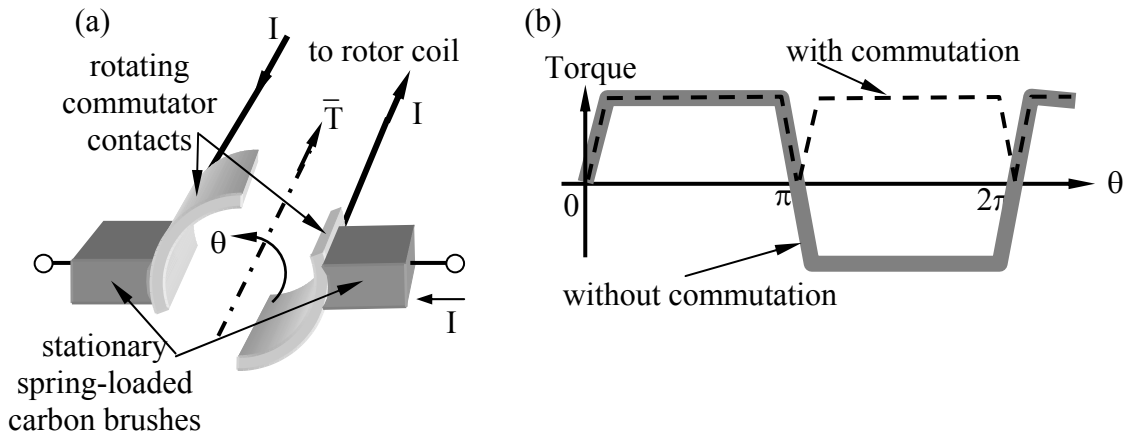 (a)
I
rotating
commutator
contacts
to rotor coil
T̅
I
θ
I
stationary
spring-loaded
carbon brushes
(b)
with commutation
Torque
0
π
2π
θ
without commutation